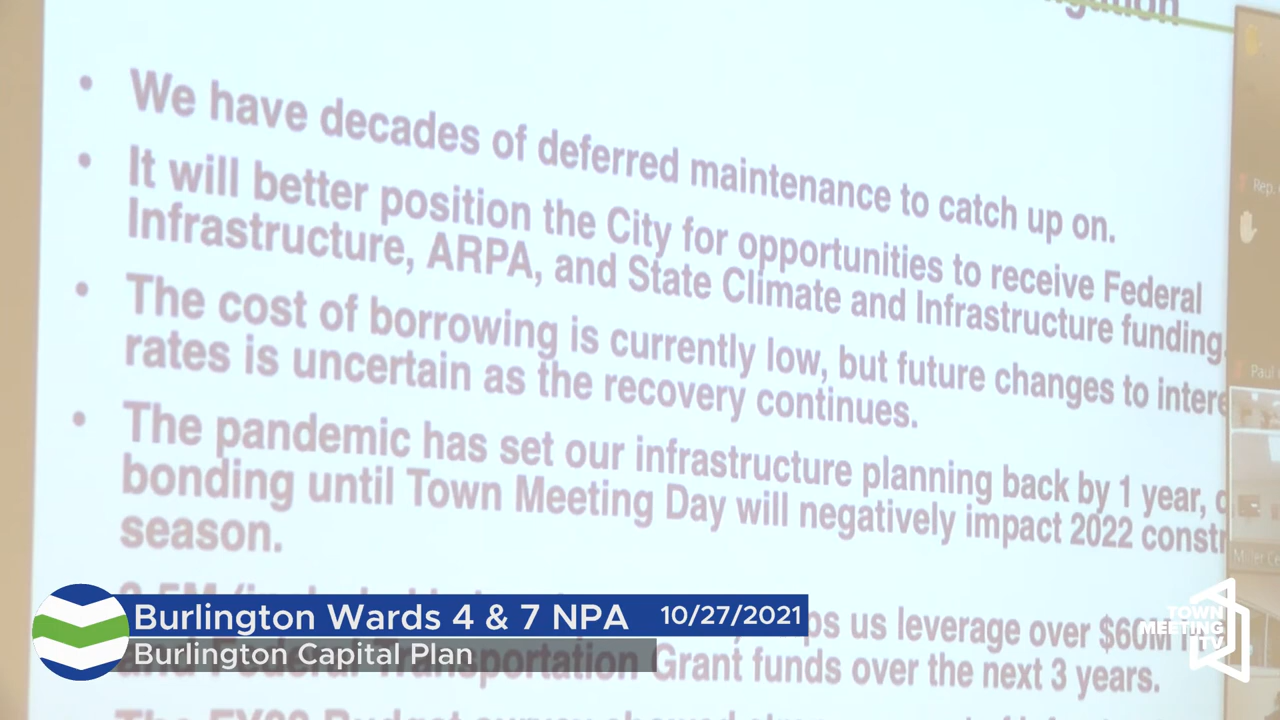 We have decades of deferred maintenance to catch up on.
It will better position the City for opportunities to receive Federal
Infrastructure, ARPA, and State Climate and Infrastructure funding.
The cost of borrowing is currently low, but future changes to
rates is uncertain as the recovery continues.
The pandemic has set our infrastructure planning back by 1 year,
bonding until Town Meeting Day will negatively impact 2022
season.
us leverage over $60M
Transportation Grant funds over the next 3 years.
Burlington Wards 4 & 7 NPA 10/27/2021
Burlington Capital Plan
Rep.
Paul
TOWN
MEETING
TV